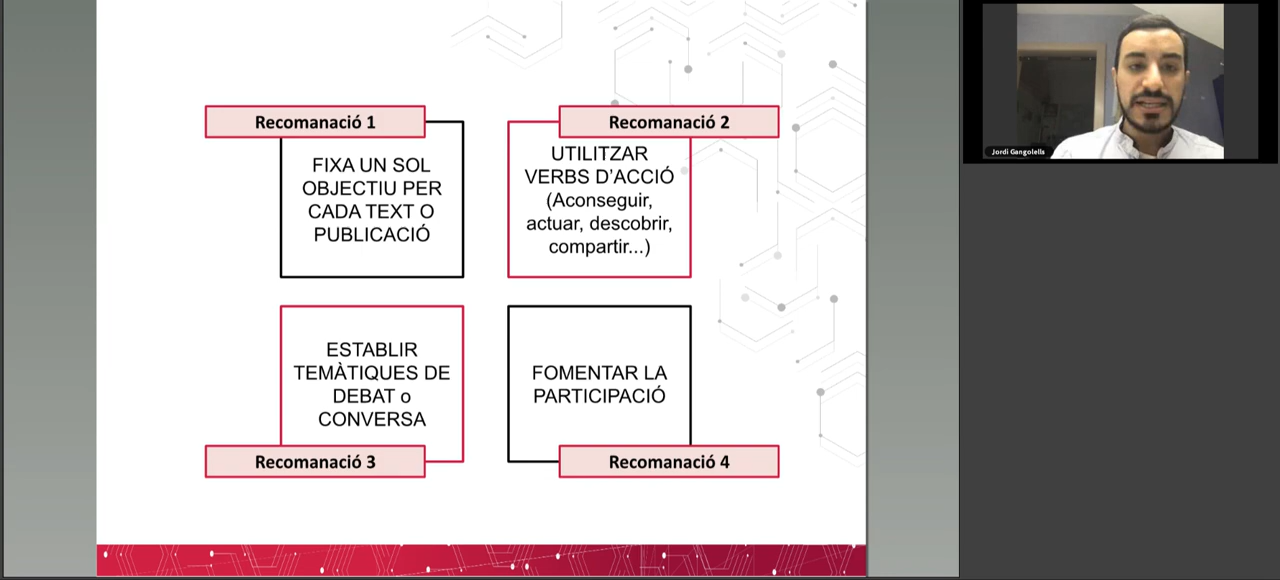 Recomanació 1
FIXA UN SOL
OBJECTIU PER
CADA TEXT O
PUBLICACIÓ
Recomanació 2
UTILITZAR
VERBS D’ACCIÓ
(Aconseguir,
actuar, descobrir,
compartir...)
ESTABLIR
TEMÀTIQUES DE
DEBAT o
CONVERSA
Recomanació 3
FOMENTAR LA
PARTICIPACIÓ
Recomanació 4
Jordi Gangolells